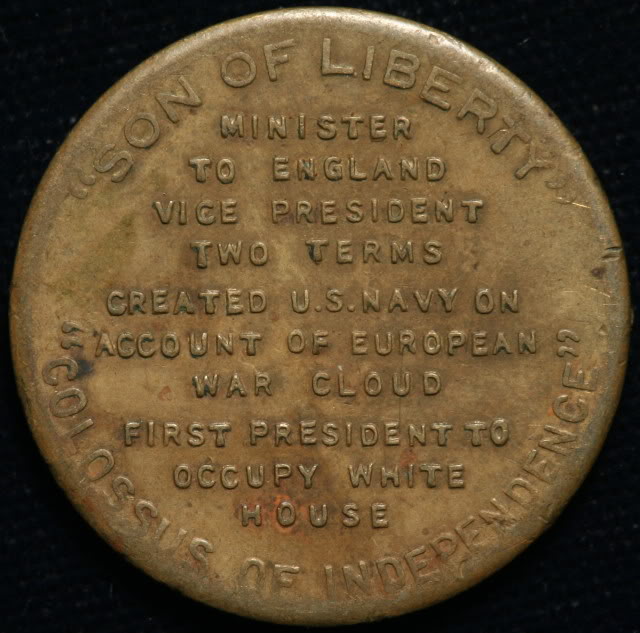 "SON OF LIBERTY"
MINISTER
TO ENGLAND
VICE PRESIDENT
TWO TERMS
CREATED U.S. NAVY ON
ACCOUNT OF EUROPEAN
WAR CLOUD
FIRST PRESIDENT TO
OCCUPY WHITE
HOUSE
"COLOSSUS OF INDEPENDENCE"